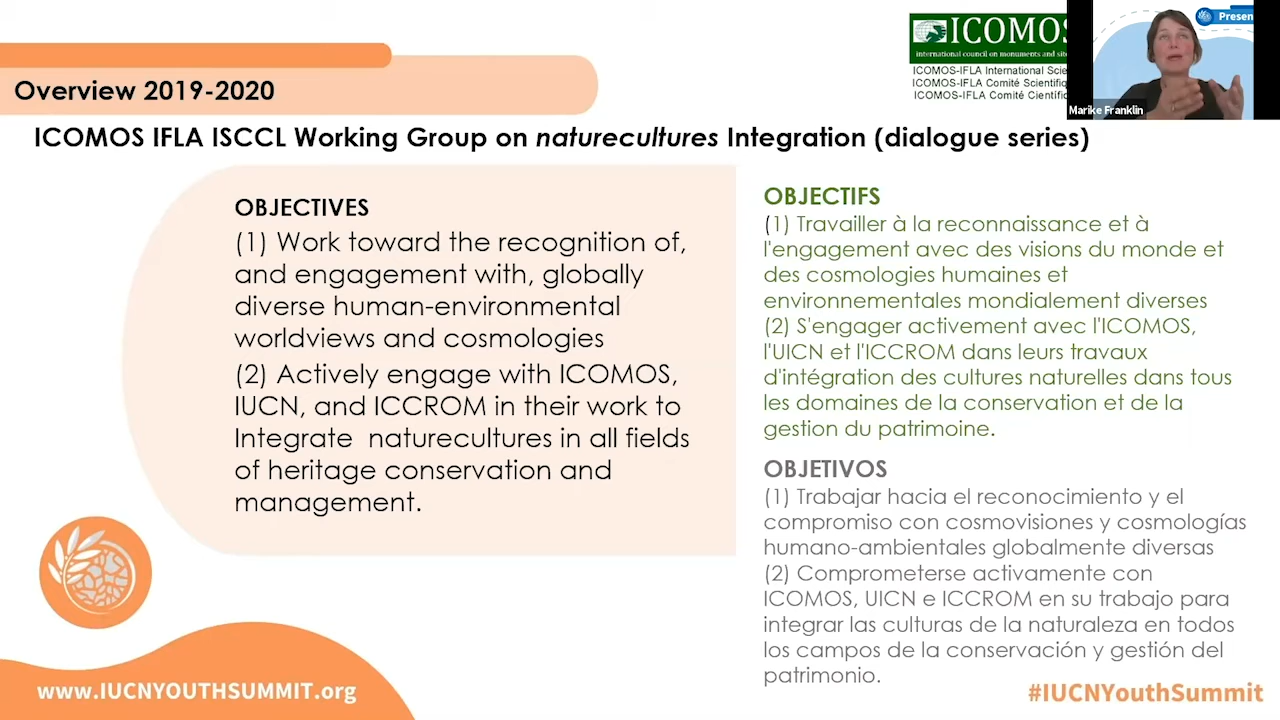 Overview 2019-2020
ICOMOS
international council on monuments and
ICOMOS-IFLA International
ICOMOS-IFLA Comité
ICOMOS-IFLA Comité
Marike Franklin
ICOMOS IFLA ISCCL Working Group on naturecultures Integration (dialogue series)
OBJECTIVES
(1) Work toward the recognition of,
and engagement with, globally
diverse human-environmental
worldviews and cosmologies
(2) Actively engage with ICOMOS,
IUCN, and ICCROM in their work to
Integrate naturecultures in all fields
of heritage conservation and
management.
OBJECTIFS
(1) Travailler à la reconnaissance et à
l'engagement avec des visions du monde et
des cosmologies humaines et
environnementales mondialement diverses
(2) S'engager activement avec l'ICOMOS,
l'UICN et l'ICCROM dans leurs travaux
d'intégration des cultures naturelles dans tous
les domaines de la conservation et de la
gestion du patrimoine.
OBJETIVOS
(1) Trabajar hacia el reconocimiento y el
compromiso con cosmovisiones y cosmologías
humano-ambientales globalmente diversas
(2) Comprometerse activamente con
ICOMOS, UICN e ICCROM en su trabajo para
integrar las culturas de la naturaleza en todos
los campos de la conservación y gestión del
patrimonio.
www.IUCNYOUTHSUMMIT.org
#IUCNYouthSummit